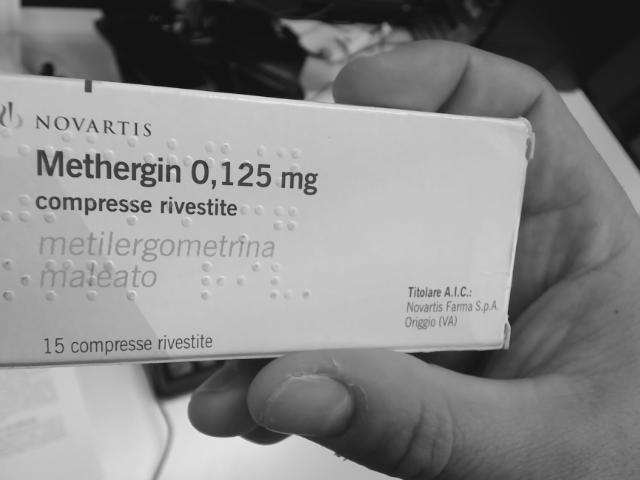 NOVARTIS
Methergin 0,125 mg
compresse rivestite
metilergometrina
maleato
Titolare A.I.C.:
Novartis Farma S.p.A.
Origgio (VA)
15 compresse rivestite